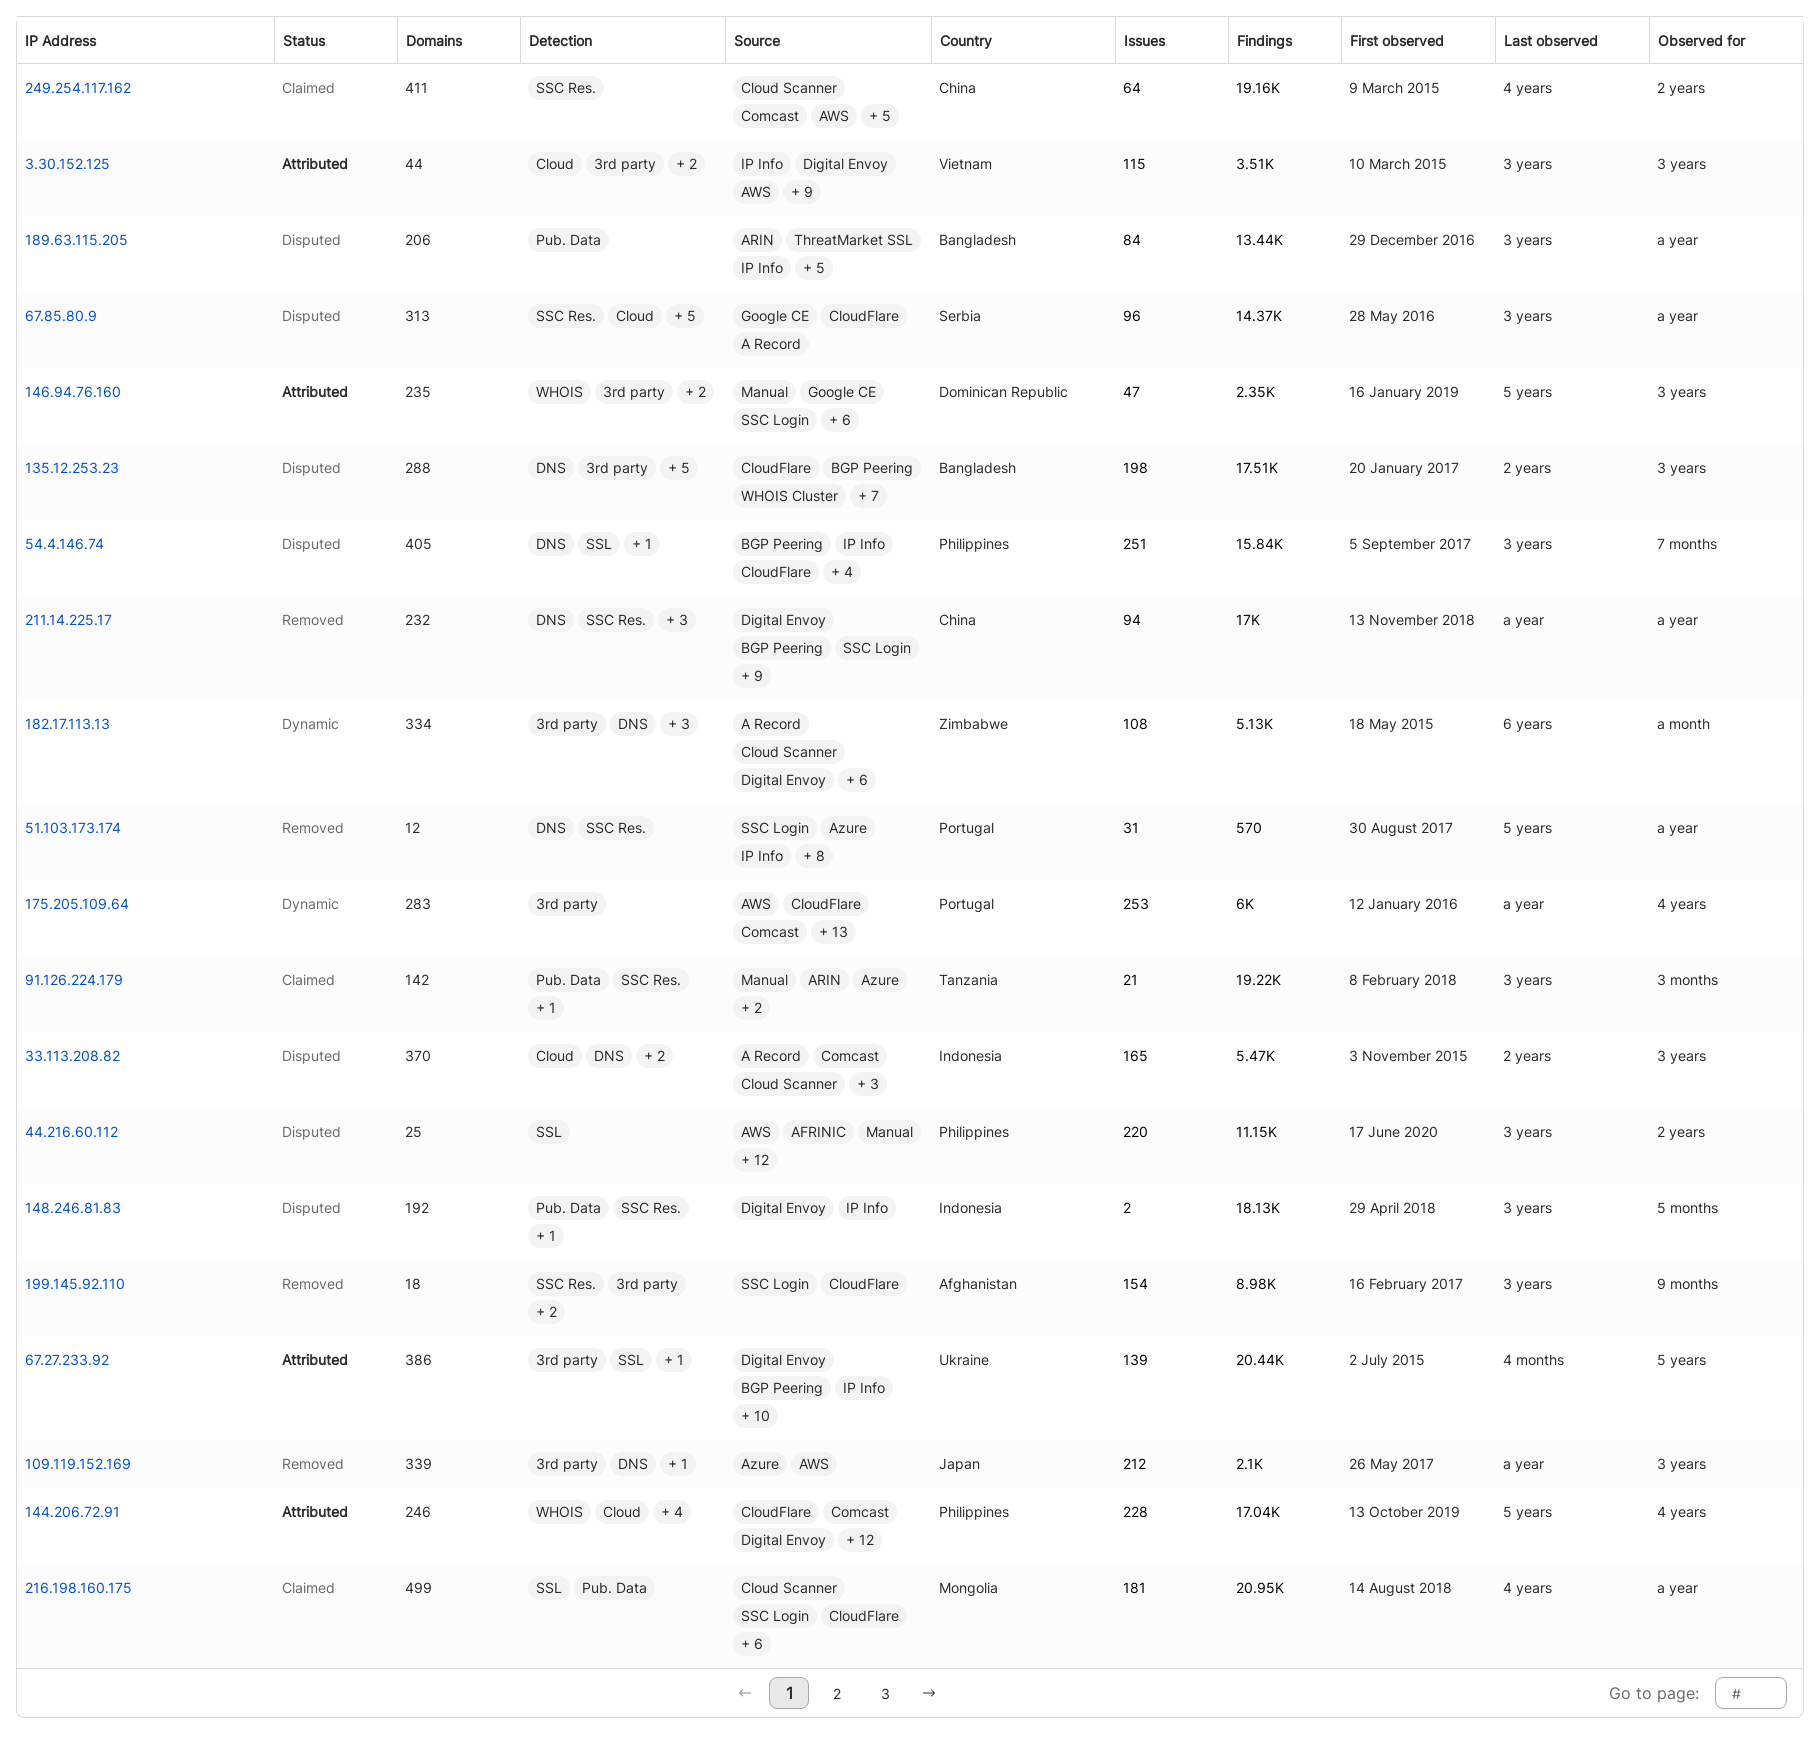 IP Address Status Domains Detection Source Country Issues Findings First observed Last observed Observed for
249.254.117.162 Claimed 411 SSC Res. Cloud Scanner China 64 19.16K 9 March 2015 4 years 2 years
Comcast AWS + 5
3.30.152.125 Attributed 44 Cloud 3rd party + 2 IP Info Digital Envoy Vietnam 115 3.51K 10 March 2015 3 years 3 years
AWS + 9
189.63.115.205 Disputed 206 Pub. Data ARIN ThreatMarket SSL Bangladesh 84 13.44K 29 December 2016 3 years a year
IP Info + 5
67.85.80.9 Disputed 313 SSC Res. Cloud + 5 Google CE CloudFlare Serbia 96 14.37K 28 May 2016 3 years a year
A Record
146.94.76.160 Attributed 235 WHOIS 3rd party + 2 Manual Google CE Dominican Republic 47 2.35K 16 January 2019 5 years 3 years
SSC Login + 6
135.12.253.23 Disputed 288 DNS 3rd party + 5 CloudFlare BGP Peering Bangladesh 198 17.51K 20 January 2017 2 years 3 years
WHOIS Cluster + 7
54.4.146.74 Disputed 405 DNS SSL + 1 BGP Peering IP Info Philippines 251 15.84K 5 September 2017 3 years 7 months
CloudFlare + 4
211.14.225.17 Removed 232 DNS SSC Res. + 3 Digital Envoy China 94 17K 13 November 2018 a year a year
BGP Peering SSC Login
+ 9
182.17.113.13 Dynamic 334 3rd party DNS + 3 A Record Zimbabwe 108 5.13K 18 May 2015 6 years a month
Cloud Scanner
Digital Envoy + 6
51.103.173.174 Removed 12 DNS SSC Res. SSC Login Azure Portugal 31 570 30 August 2017 5 years a year
IP Info + 8
175.205.109.64 Dynamic 283 3rd party AWS CloudFlare Portugal 253 6K 12 January 2016 a year 4 years
Comcast + 13
91.126.224.179 Claimed 142 Pub. Data SSC Res. Manual ARIN Azure Tanzania 21 19.22K 8 February 2018 3 years 3 months
+ 1 + 2
33.113.208.82 Disputed 370 Cloud DNS + 2 A Record Comcast Indonesia 165 5.47K 3 November 2015 2 years 3 years
Cloud Scanner + 3
44.216.60.112 Disputed 25 SSL AWS AFRINIC Manual Philippines 220 11.15K 17 June 2020 3 years 2 years
+ 12
148.246.81.83 Disputed 192 Pub. Data SSC Res. Digital Envoy IP Info Indonesia 2 18.13K 29 April 2018 3 years 5 months
+ 1
199.145.92.110 Removed 18 SSC Res. 3rd party SSC Login CloudFlare Afghanistan 154 8.98K 16 February 2017 3 years 9 months
+ 2
67.27.233.92 Attributed 386 3rd party SSL + 1 Digital Envoy Ukraine 139 20.44K 2 July 2015 4 months 5 years
BGP Peering IP Info
+ 10
109.119.152.169 Removed 339 3rd party DNS + 1 Azure AWS Japan 212 2.1K 26 May 2017 a year 3 years
144.206.72.91 Attributed 246 WHOIS Cloud + 4 CloudFlare Comcast Philippines 228 17.04K 13 October 2019 5 years 4 years
Digital Envoy + 12
216.198.160.175 Claimed 499 SSL Pub. Data Cloud Scanner Mongolia 181 20.95K 14 August 2018 4 years a year
SSC Login CloudFlare
+ 6
← 1 2 3 → Go to page: #